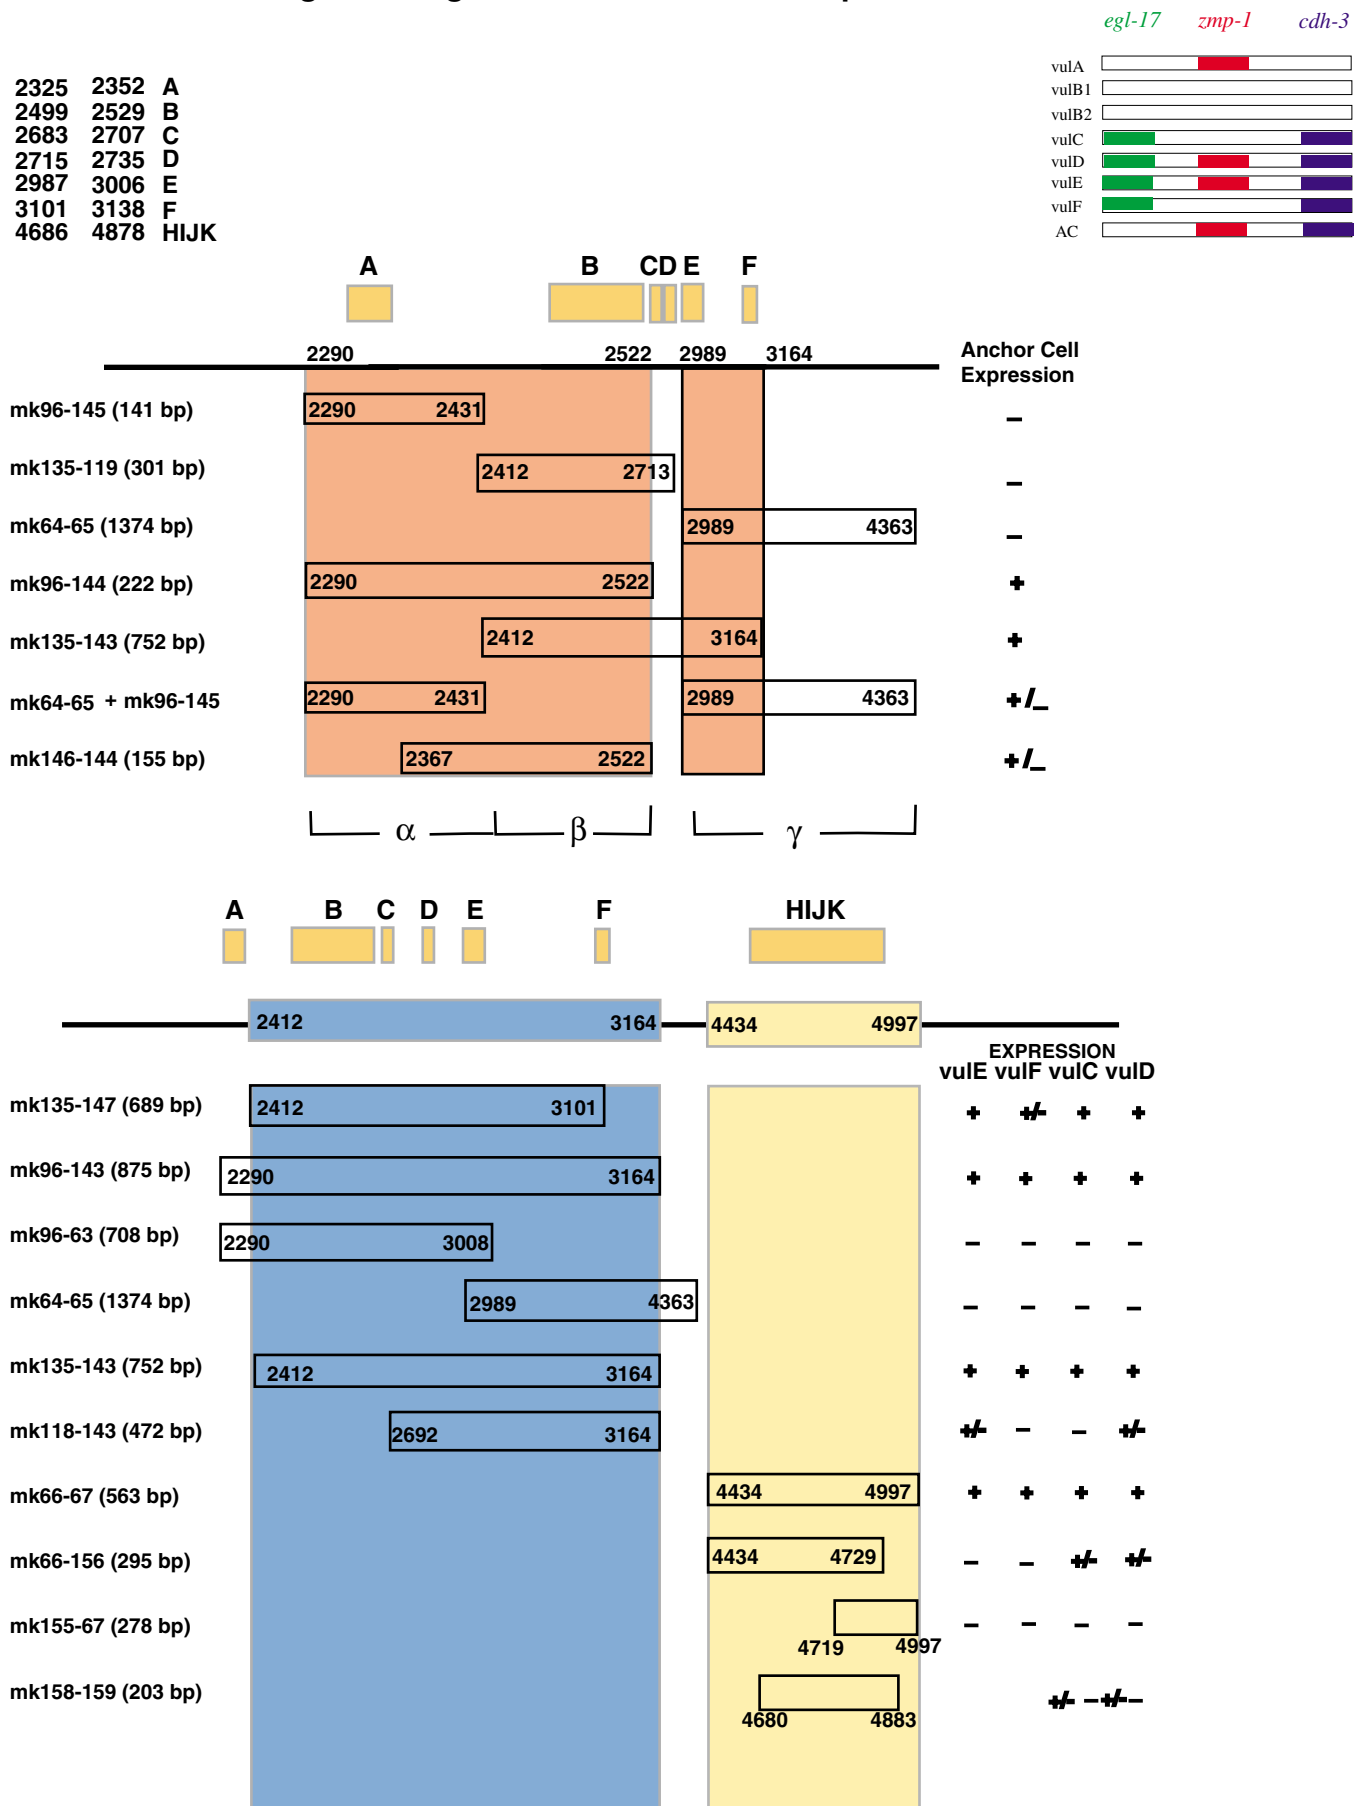 egl-17 zmp-1 cdh-3
vulA
vulB1
vulB2
vulC
vulD
vulE
vulF
AC
2325 2352 A
2499 2529 B
2683 2707 C
2715 2735 D
2987 3006 E
3101 3138 F
4686 4878 HIJK
A B CD E F
2290 2522 2989 3164
Anchor Cell
Expression
mk96-145 (141 bp) 2290 2431 –
mk135-119 (301 bp) 2412 2713 –
mk64-65 (1374 bp) 2989 4363 –
mk96-144 (222 bp) 2290 2522 +
mk135-143 (752 bp) 2412 3164 +
mk64-65 + mk96-145 2290 2431 2989 4363 +/_
mk146-144 (155 bp) 2367 2522 +/_
α β γ
A B C D E F HIJK
2412 3164 4434 4997
EXPRESSION
vulE vulF vulC vulD
mk135-147 (689 bp) 2412 3101 + +/- + +
mk96-143 (875 bp) 2290 3164 + + + +
mk96-63 (708 bp) 2290 3008 – – – –
mk64-65 (1374 bp) 2989 4363 – – – –
mk135-143 (752 bp) 2412 3164 + + + +
mk118-143 (472 bp) 2692 3164 +/- – – +/-
mk66-67 (563 bp) 4434 4997 + + + +
mk66-156 (295 bp) 4434 4729 – – +/- +/-
mk155-67 (278 bp) 4719 4997 – – – –
mk158-159 (203 bp) 4680 4883 +/- – +/- –